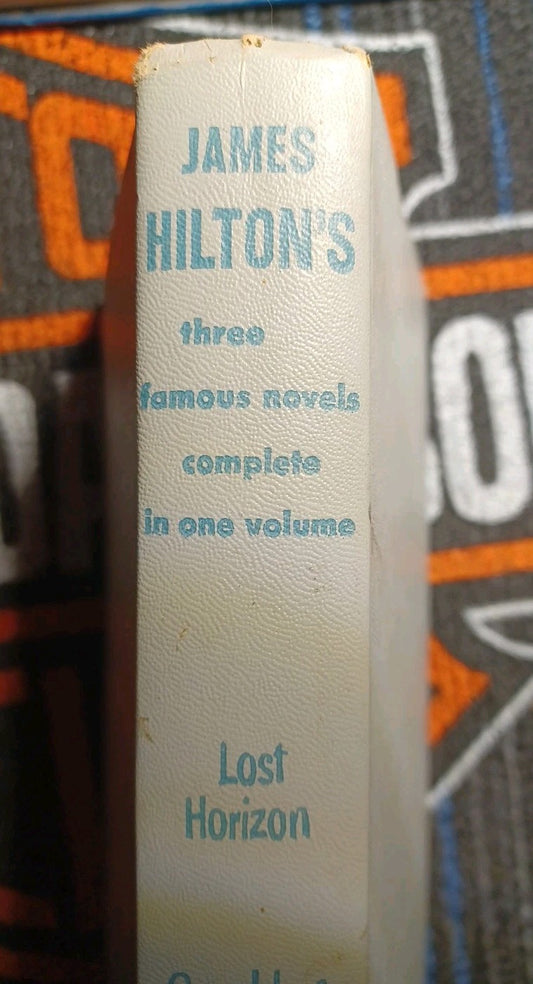 JAMES
HILTON'S
three
famous novels
complete
in one volume
Lost
Horizon